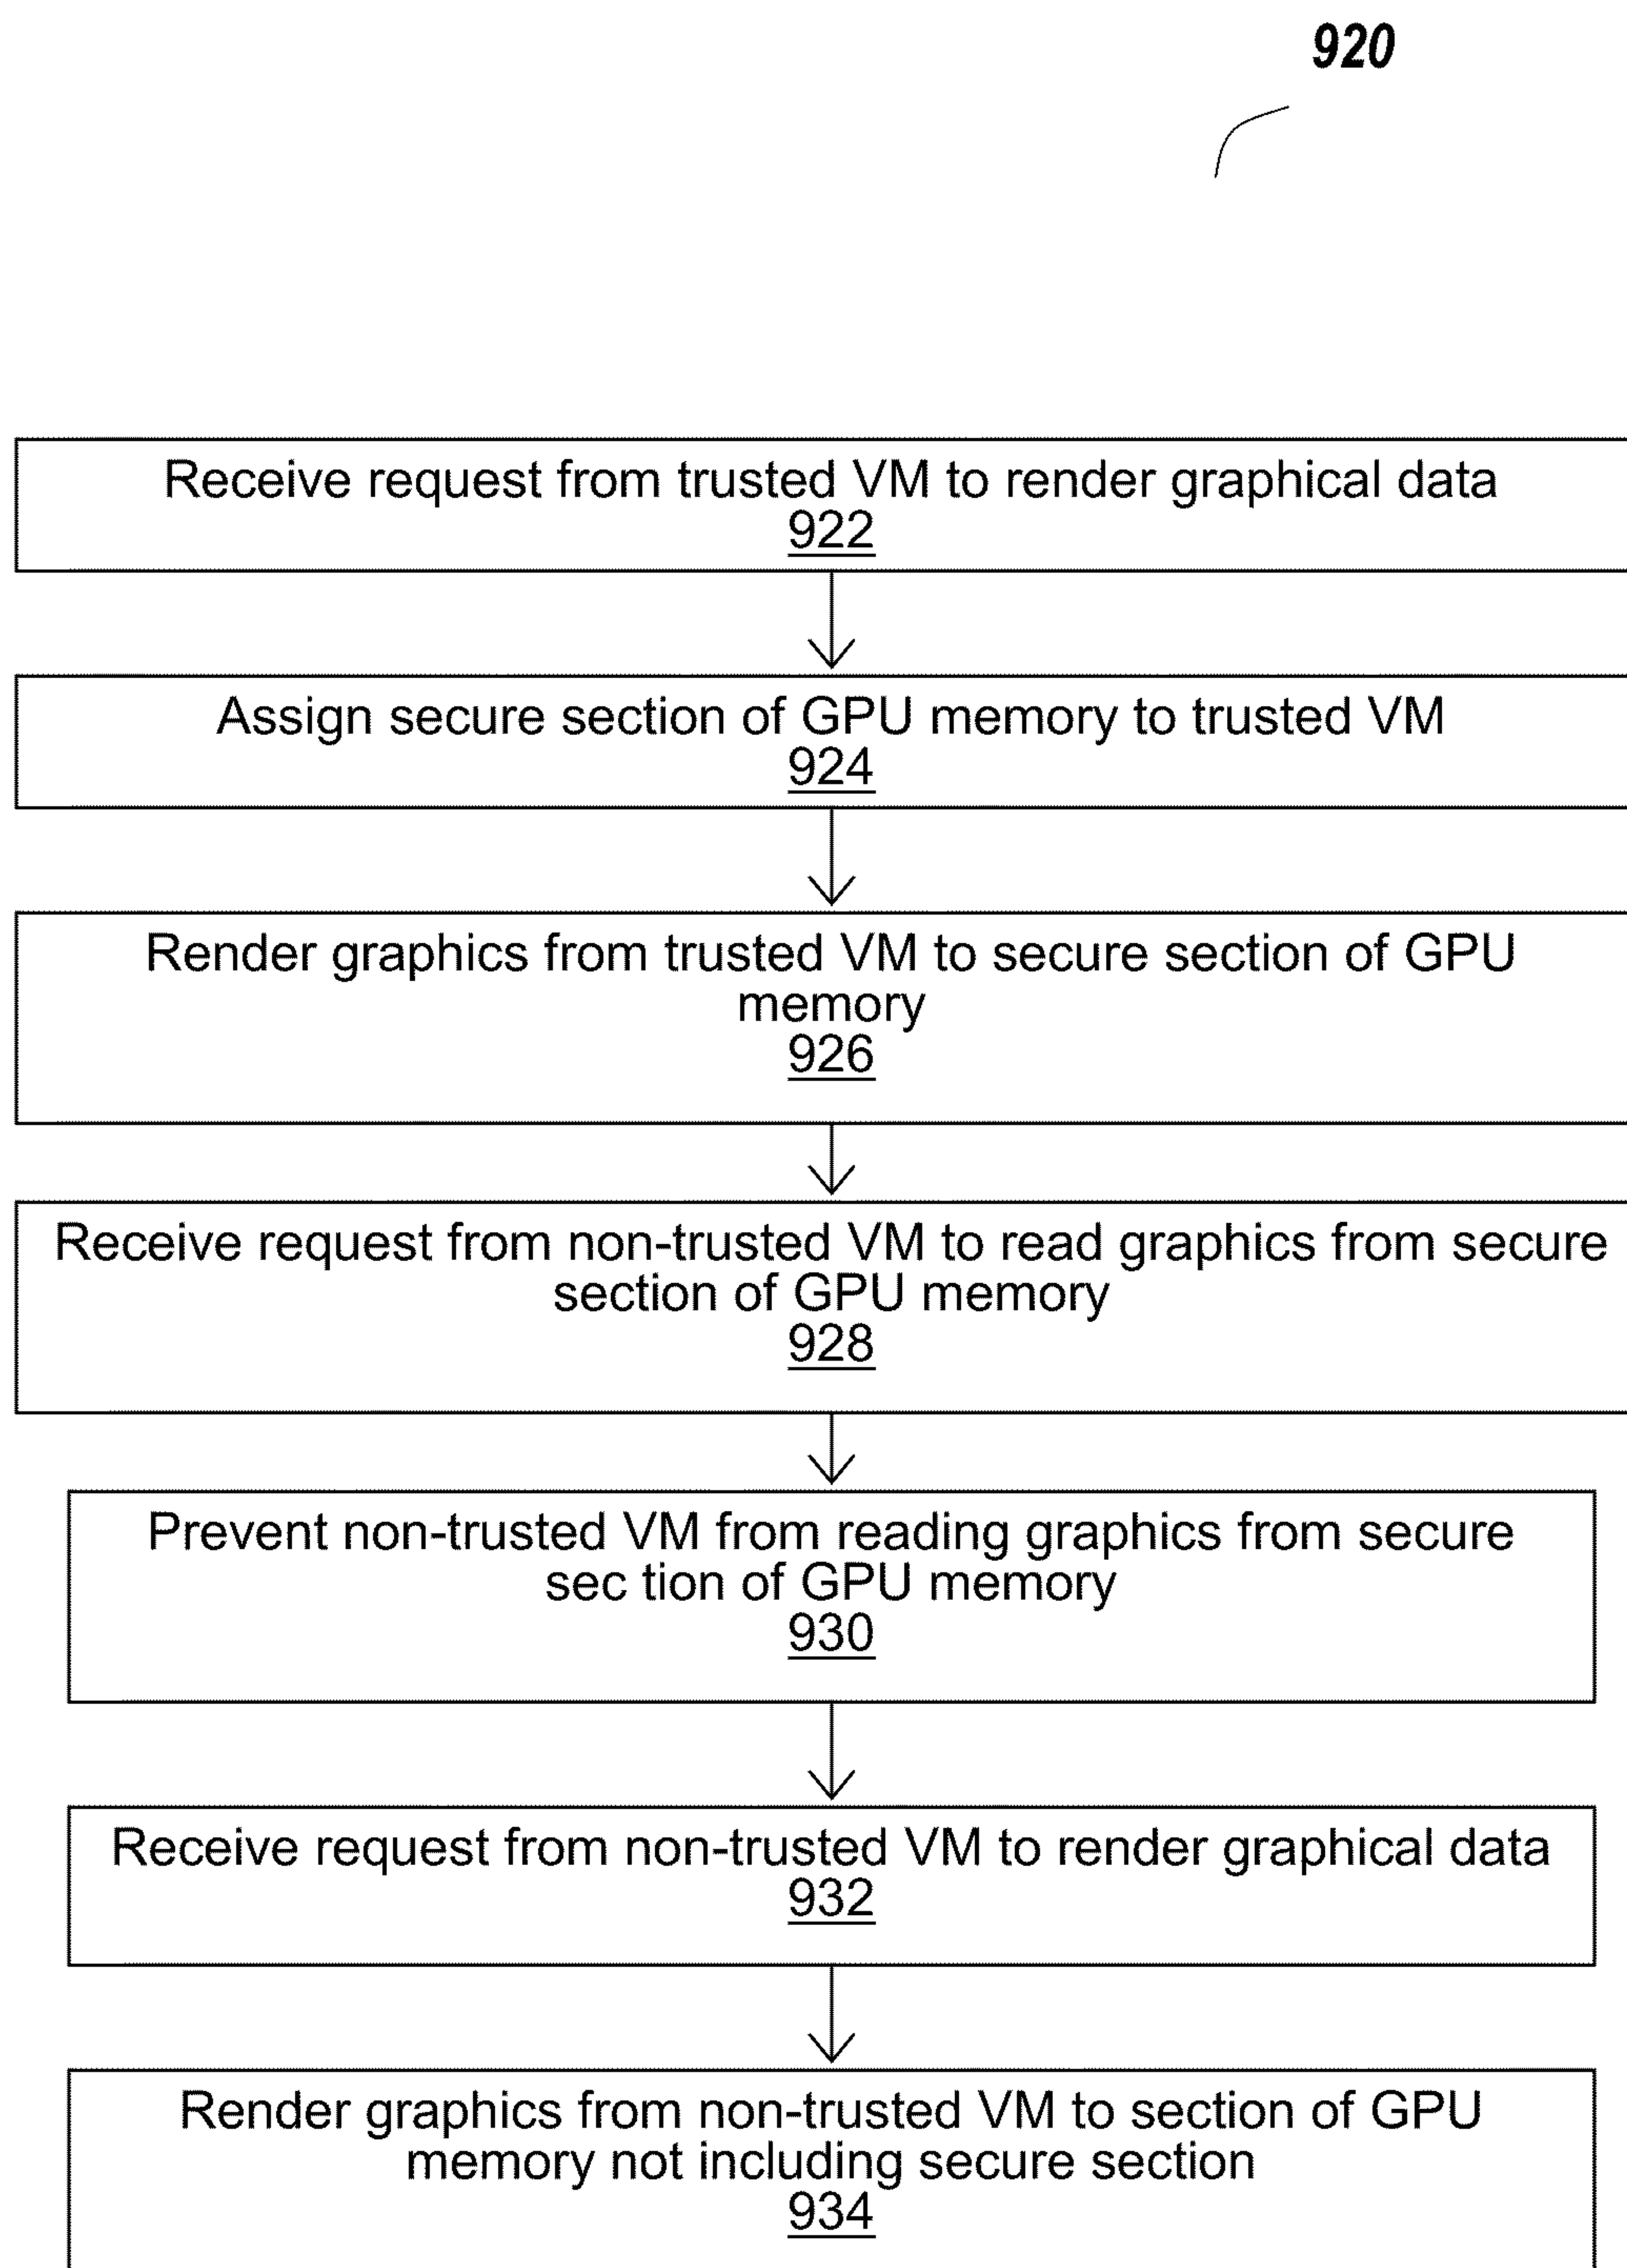 920
Receive request from trusted VM to render graphical data
922
Assign secure section of GPU memory to trusted VM
924
Render graphics from trusted VM to secure section of GPU
memory
926
Receive request from non-trusted VM to read graphics from secure
section of GPU memory
928
Prevent non-trusted VM from reading graphics from secure
sec tion of GPU memory
930
Receive request from non-trusted VM to render graphical data
932
Render graphics from non-trusted VM to section of GPU
memory not including secure section
934